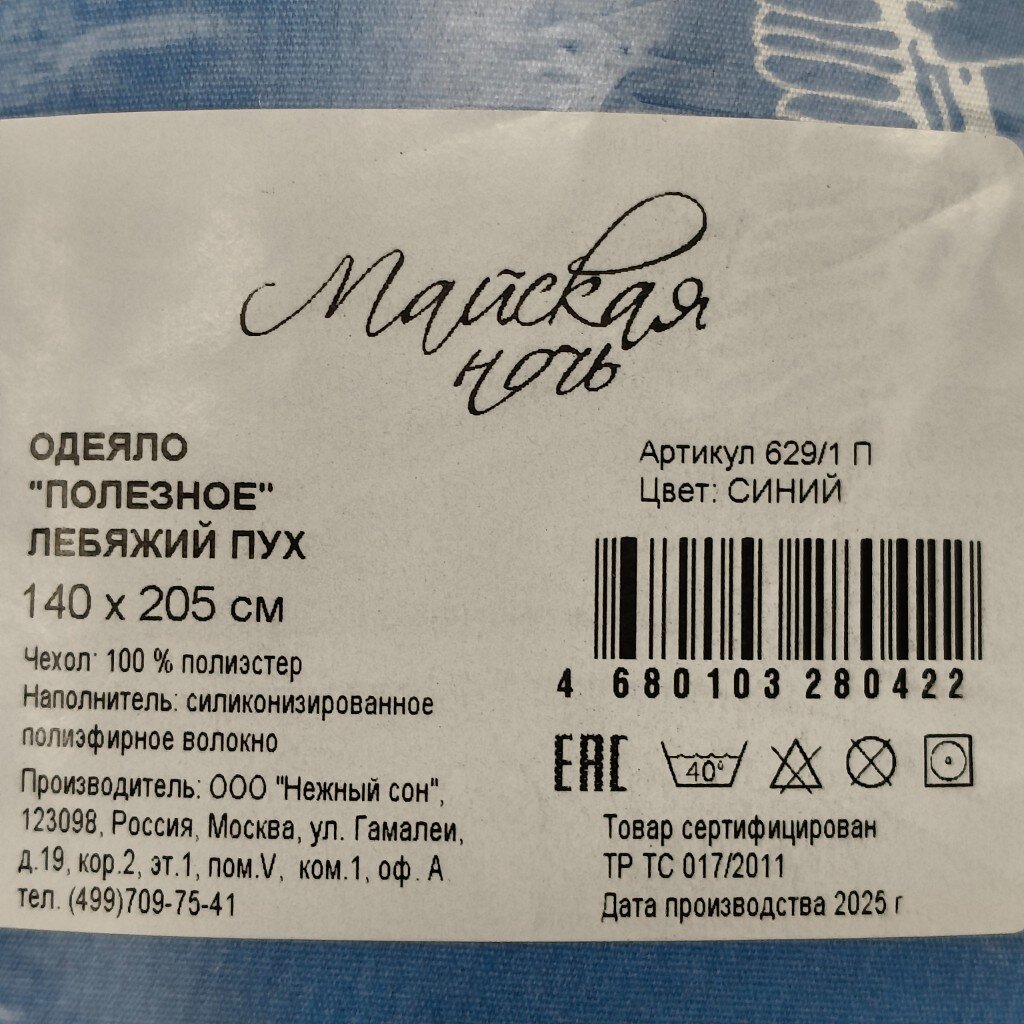 Майская
ночь
ОДЕЯЛО
"ПОЛЕЗНОЕ"
ЛЕБЯЖИЙ ПУХ
140 х 205 см
Чехол: 100 % полиэстер
Наполнитель: силиконизированное
полиэфирное волокно
Производитель: ООО "Нежный сон",
123098, Россия, Москва, ул. Гамалеи,
д.19, кор.2, эт.1, пом.V, ком.1, оф. А
тел. (499)709-75-41
Артикул 629/1 П
Цвет: СИНИЙ
4 680103 280422
EAC
40°
Товар сертифицирован
ТР ТС 017/2011
Дата производства 2025 г